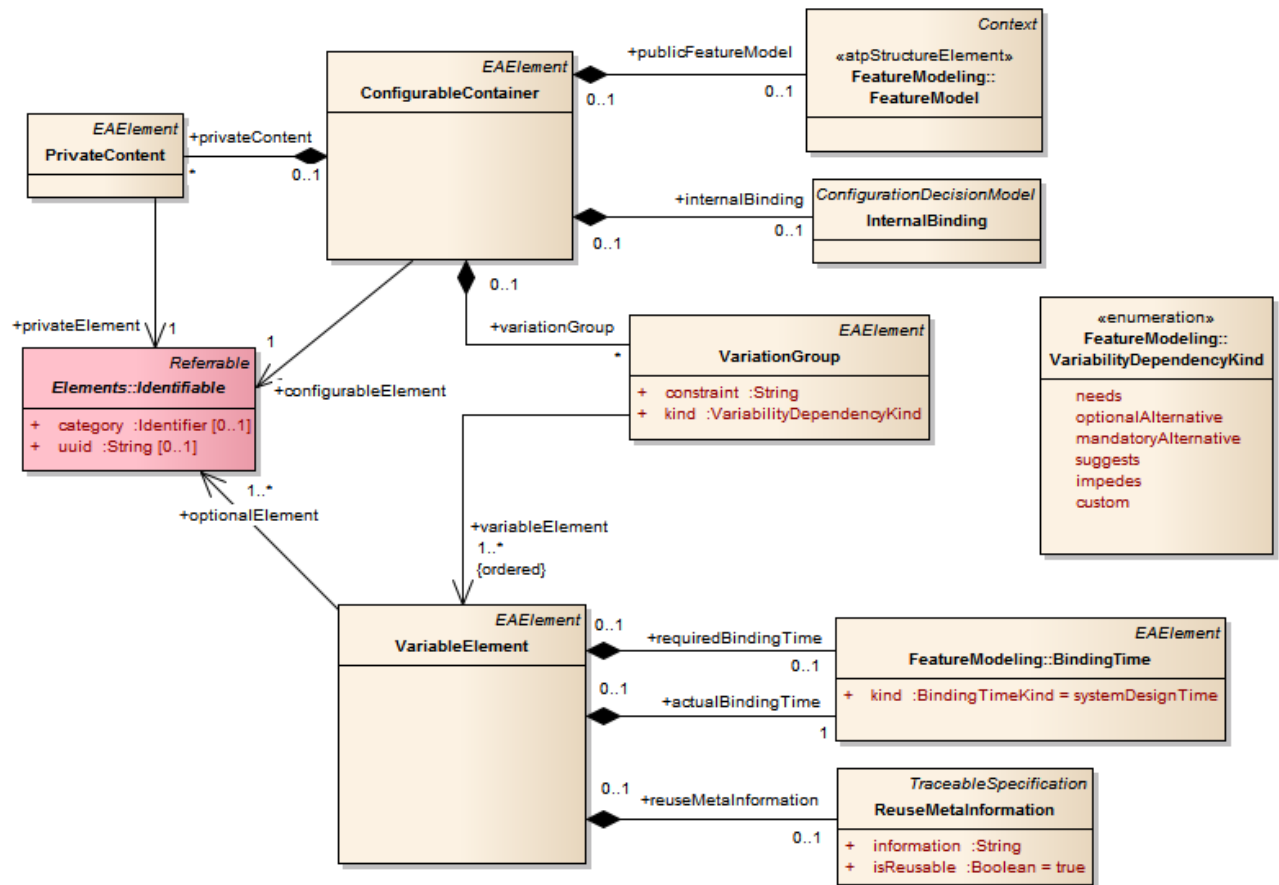 Context
«atpStructureElement»
FeatureModeling::
FeatureModel
+publicFeatureModel
0..1
0..1
EAElement
ConfigurableContainer
EAElement
PrivateContent
+privateContent
*
0..1
+internalBinding
0..1
0..1
ConfigurationDecisionModel
InternalBinding
0..1
+variationGroup
*
+privateElement
1
1
+configurableElement
Referrable
Elements::Identifiable
+ category :Identifier [0..1]
+ uuid :String [0..1]
EAElement
VariationGroup
+ constraint :String
+ kind :VariabilityDependencyKind
«enumeration»
FeatureModeling::
VariabilityDependencyKind
needs
optionalAlternative
mandatoryAlternative
suggests
impedes
custom
1..*
+optionalElement
+variableElement
1..*
{ordered}
EAElement
VariableElement
0..1
+requiredBindingTime
0..1
0..1
+actualBindingTime
1
EAElement
FeatureModeling::BindingTime
+ kind :BindingTimeKind = systemDesignTime
0..1
+reuseMetaInformation
0..1
TraceableSpecification
ReuseMetaInformation
+ information :String
+ isReusable :Boolean = true